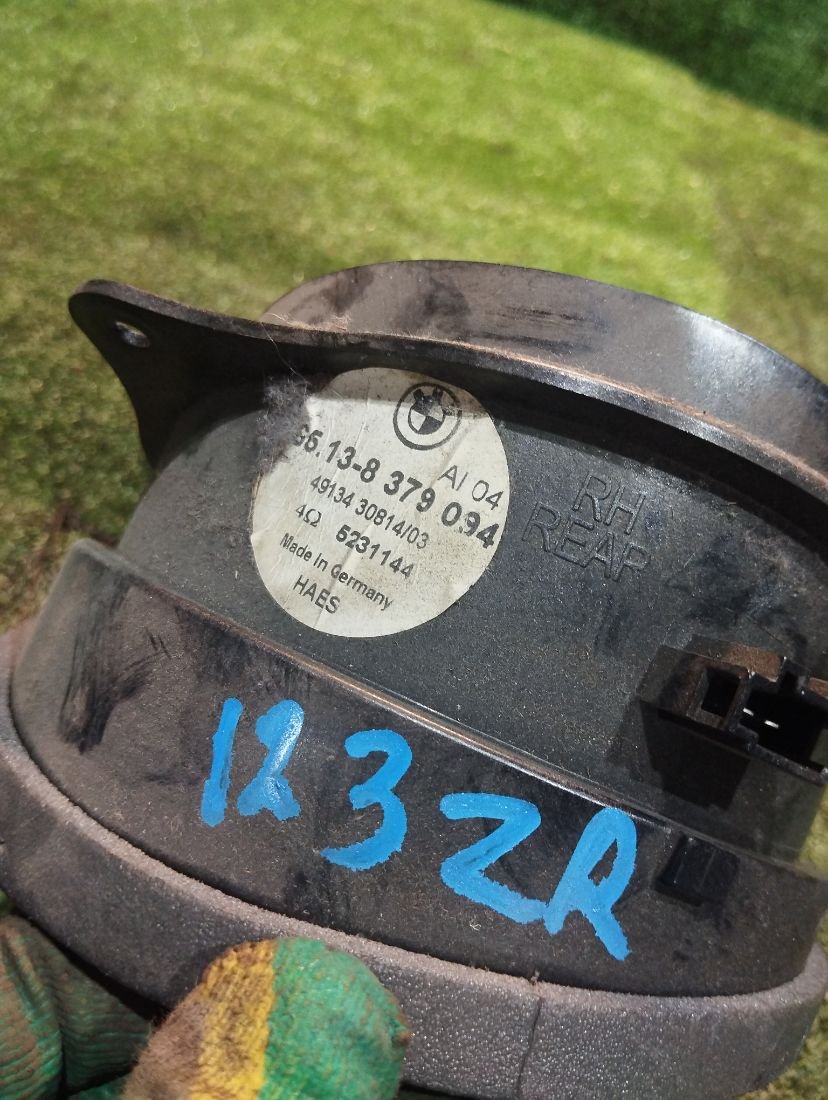 AI 04
65.13-8 379 094
49134 30814/03
4Ω 5231144
Made in Germany
HAES
RH
REAR
123ZR